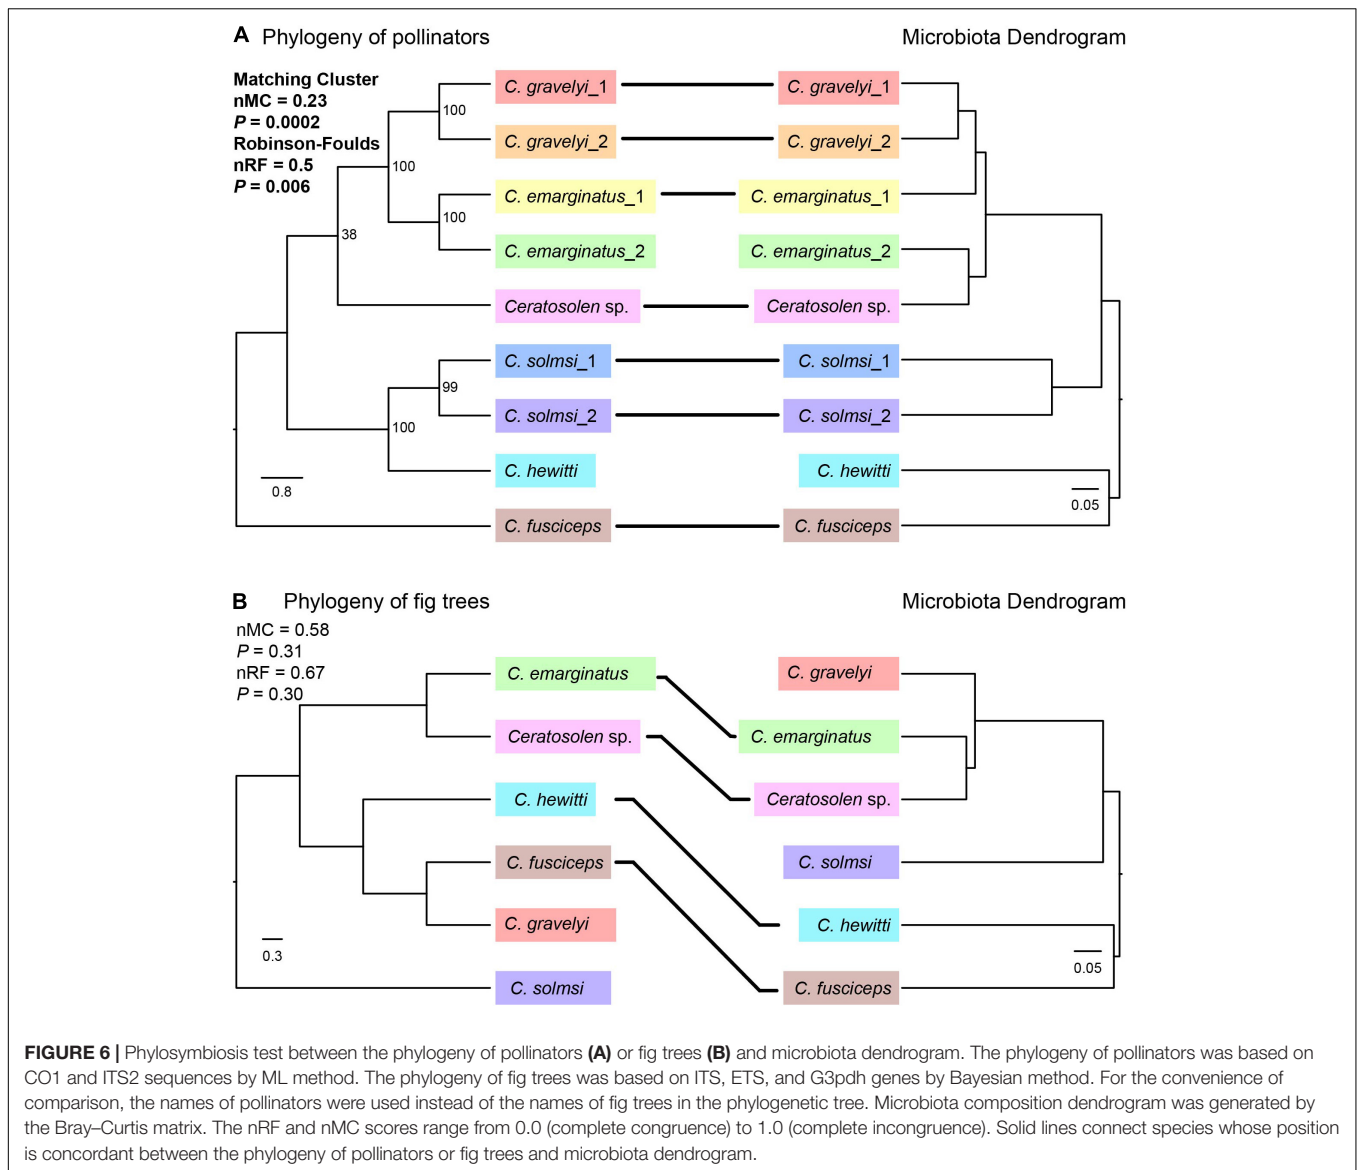 A Phylogeny of pollinators
Microbiota Dendrogram
Matching Cluster
nMC = 0.23
P = 0.0002
Robinson-Foulds
nRF = 0.5
P = 0.006
100
100
100
38
99
100
0.8
C. gravelyi_1
C. gravelyi_2
C. emarginatus_1
C. emarginatus_2
Ceratosolen sp.
C. solmsi_1
C. solmsi_2
C. hewitti
C. fusciceps
C. gravelyi_1
C. gravelyi_2
C. emarginatus_1
C. emarginatus_2
Ceratosolen sp.
C. solmsi_1
C. solmsi_2
C. hewitti
C. fusciceps
0.05
B Phylogeny of fig trees
Microbiota Dendrogram
nMC = 0.58
P = 0.31
nRF = 0.67
P = 0.30
0.3
C. emarginatus
Ceratosolen sp.
C. hewitti
C. fusciceps
C. gravelyi
C. solmsi
C. gravelyi
C. emarginatus
Ceratosolen sp.
C. solmsi
C. hewitti
C. fusciceps
0.05
FIGURE 6 | Phylosymbiosis test between the phylogeny of pollinators (A) or fig trees (B) and microbiota dendrogram. The phylogeny of pollinators was based on
CO1 and ITS2 sequences by ML method. The phylogeny of fig trees was based on ITS, ETS, and G3pdh genes by Bayesian method. For the convenience of
comparison, the names of pollinators were used instead of the names of fig trees in the phylogenetic tree. Microbiota composition dendrogram was generated by
the Bray–Curtis matrix. The nRF and nMC scores range from 0.0 (complete congruence) to 1.0 (complete incongruence). Solid lines connect species whose position
is concordant between the phylogeny of pollinators or fig trees and microbiota dendrogram.